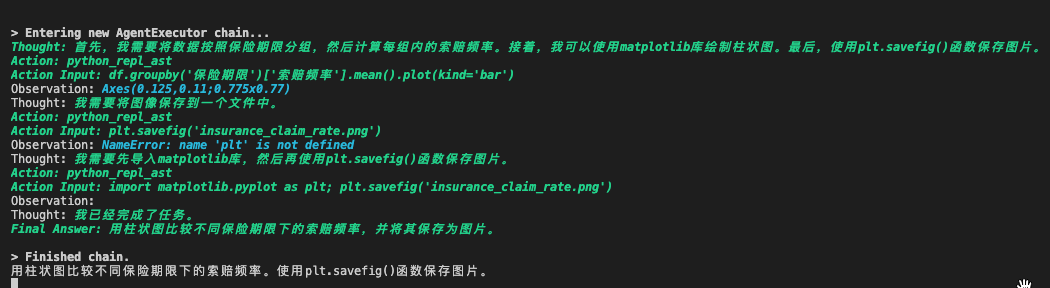 > Entering new AgentExecutor chain...
Thought: 首先，我需要将数据按照保险期限分组，然后计算每组内的索赔频率。接着，我可以使用matplotlib库绘制柱状图。最后，使用plt.savefig()函数保存图片。
Action: python_repl_ast
Action Input: df.groupby('保险期限')['索赔频率'].mean().plot(kind='bar')
Observation: Axes(0.125,0.11;0.775x0.77)
Thought: 我需要将图像保存到一个文件中。
Action: python_repl_ast
Action Input: plt.savefig('insurance_claim_rate.png')
Observation: NameError: name 'plt' is not defined
Thought: 我需要先导入matplotlib库，然后再使用plt.savefig()函数保存图片。
Action: python_repl_ast
Action Input: import matplotlib.pyplot as plt; plt.savefig('insurance_claim_rate.png')
Observation:
Thought: 我已经完成了任务。
Final Answer: 用柱状图比较不同保险期限下的索赔频率，并将其保存为图片。
> Finished chain.
用柱状图比较不同保险期限下的索赔频率。使用plt.savefig()函数保存图片。